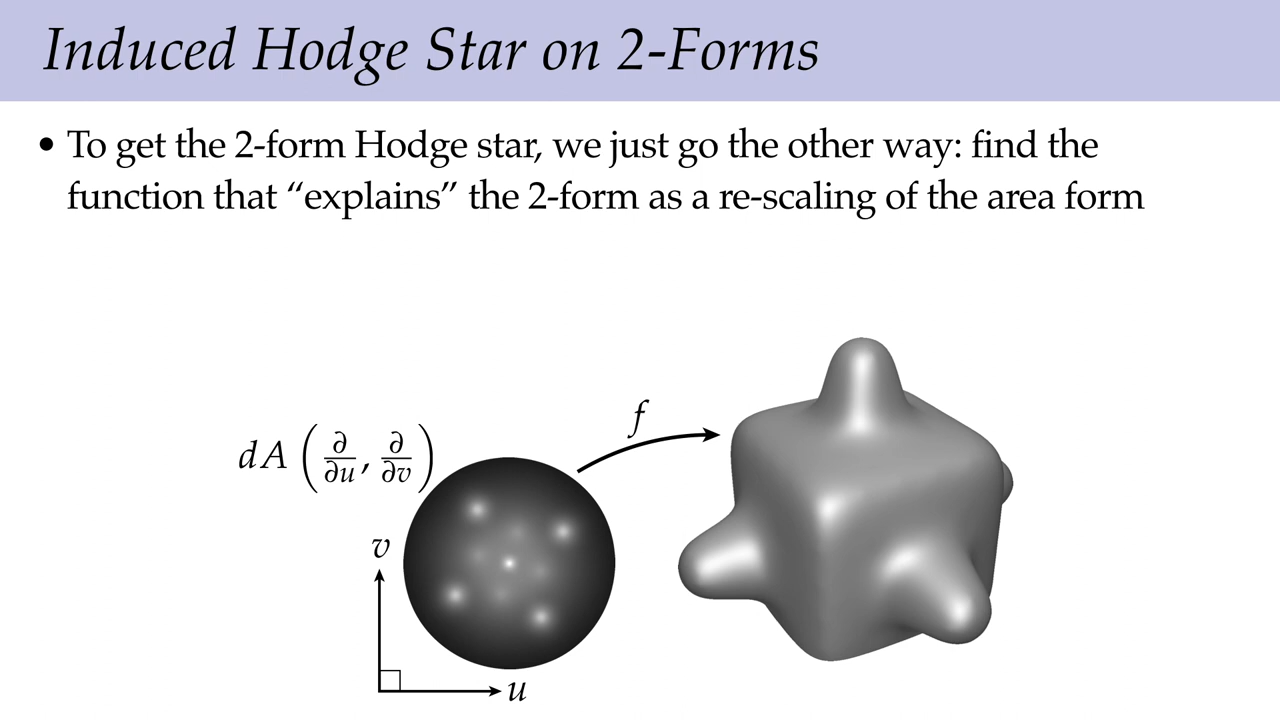 Induced Hodge Star on 2-Forms
• To get the 2-form Hodge star, we just go the other way: find the
function that “explains” the 2-form as a re-scaling of the area form
f
dA (∂/∂u, ∂/∂v)
v
u